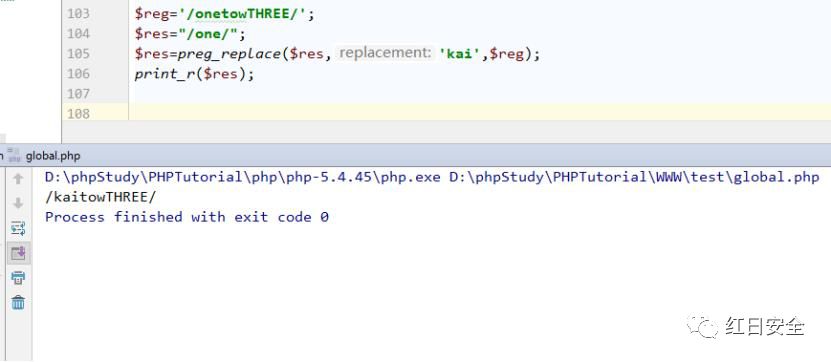 103 $reg='/onetowTHREE/';
104 $res="/one/";
105 $res=preg_replace($res, replacement: 'kai',$reg);
106 print_r($res);
107
108
global.php
D:\phpStudy\PHPTutorial\php\php-5.4.45\php.exe D:\phpStudy\PHPTutorial\WWW\test\global.php
/kaitowTHREE/
Process finished with exit code 0
红日安全